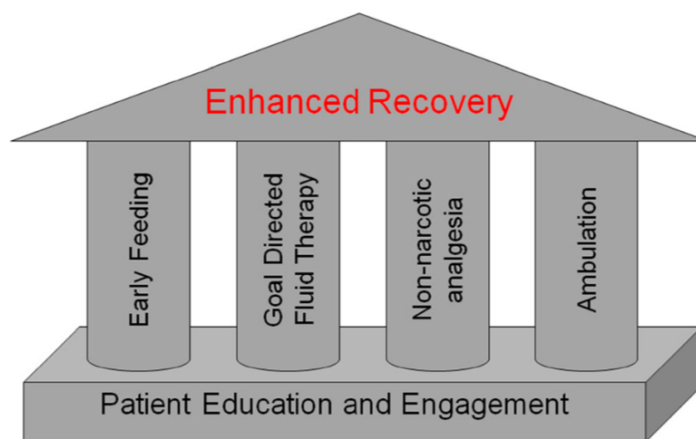 Enhanced Recovery
Early Feeding
Goal Directed
Fluid Therapy
Non-narcotic
analgesia
Ambulation
Patient Education and Engagement